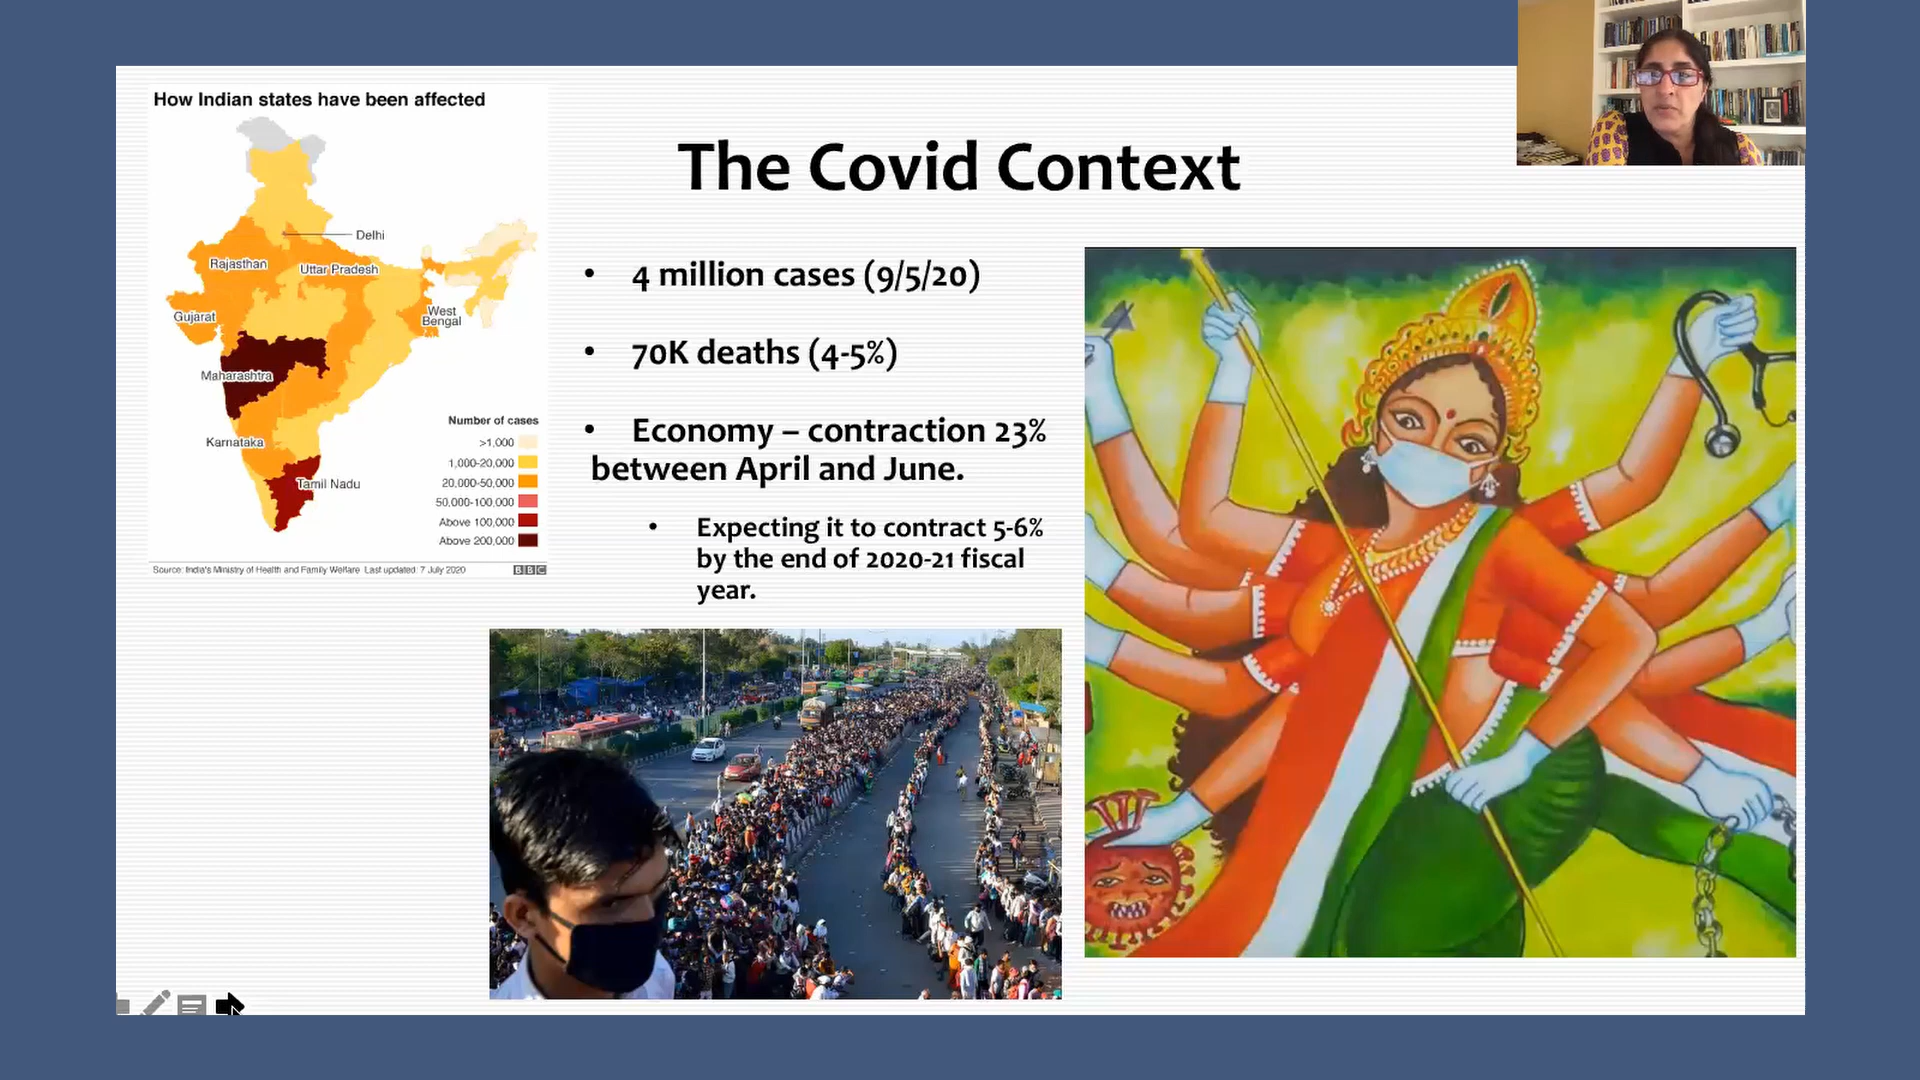 How Indian states have been affected
Delhi
Rajasthan
Uttar Pradesh
Gujarat
West
Bengal
Maharashtra
Karnataka
Tamil Nadu
Number of cases
>1,000
1,000-20,000
20,000-50,000
50,000-100,000
Above 100,000
Above 200,000
Source: India's Ministry of Health and Family Welfare Last updated: 7 July 2020
BBC
The Covid Context
• 4 million cases (9/5/20)
• 70K deaths (4-5%)
• Economy – contraction 23%
between April and June.
• Expecting it to contract 5-6%
by the end of 2020-21 fiscal
year.